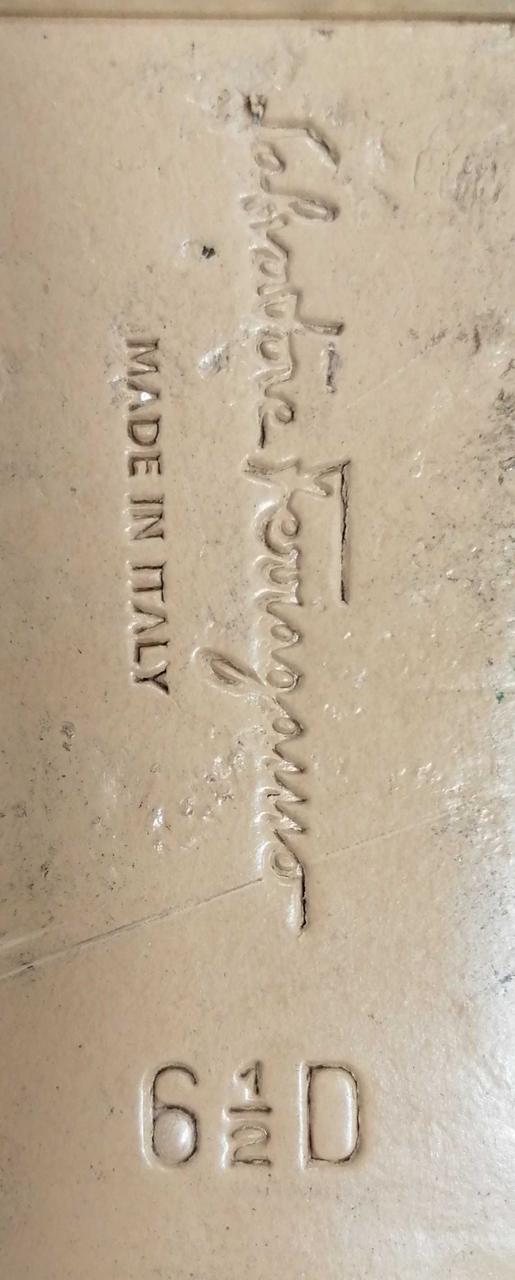 Salvatore Ferragamo
MADE IN ITALY
6 1/2 D